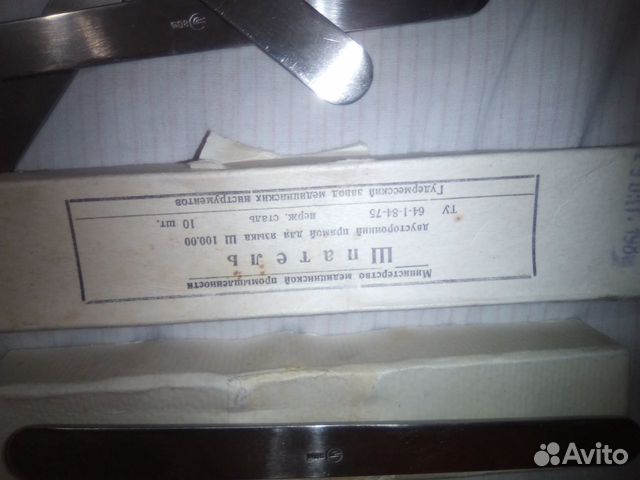 Министерство медицинской промышленности
Шпатель
двусторонний прямой для языка Ш 100.00
ТУ 64-1-84-75 нерж. сталь 10 шт.
Гудермесский завод медицинских инструментов
Avito